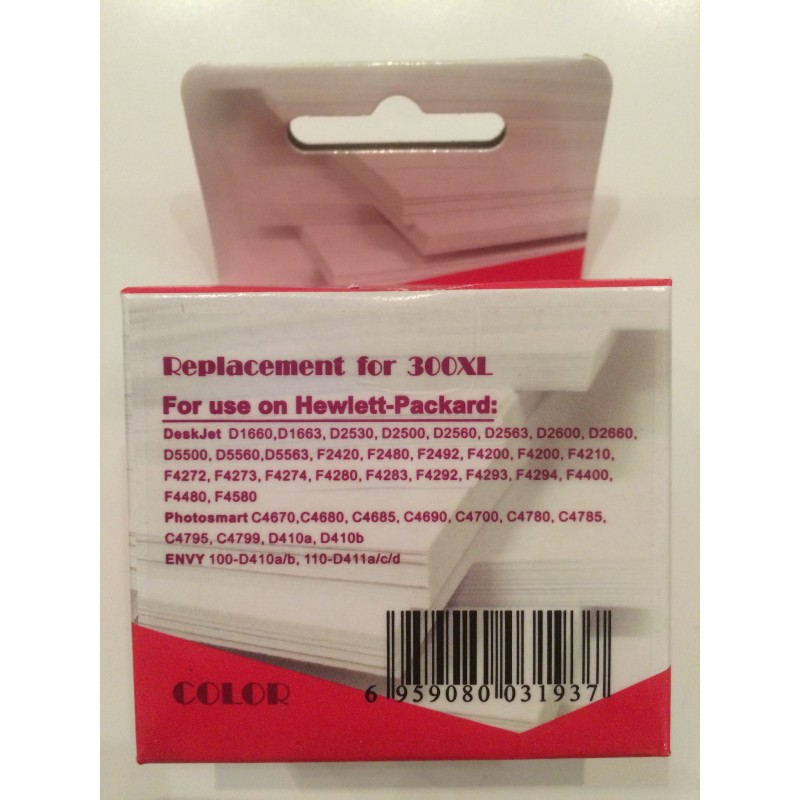 Replacement for 300XL
For use on Hewlett-Packard:
DeskJet D1660,D1663, D2530, D2500, D2560, D2563, D2600, D2660,
D5500, D5560,D5563, F2420, F2480, F2492, F4200, F4200, F4210,
F4272, F4273, F4274, F4280, F4283, F4292, F4293, F4294, F4400,
F4480, F4580
Photosmart C4670,C4680, C4685, C4690, C4700, C4780, C4785,
C4795, C4799, D410a, D410b
ENVY 100-D410a/b, 110-D411a/c/d
COLOR
6 959080 031937